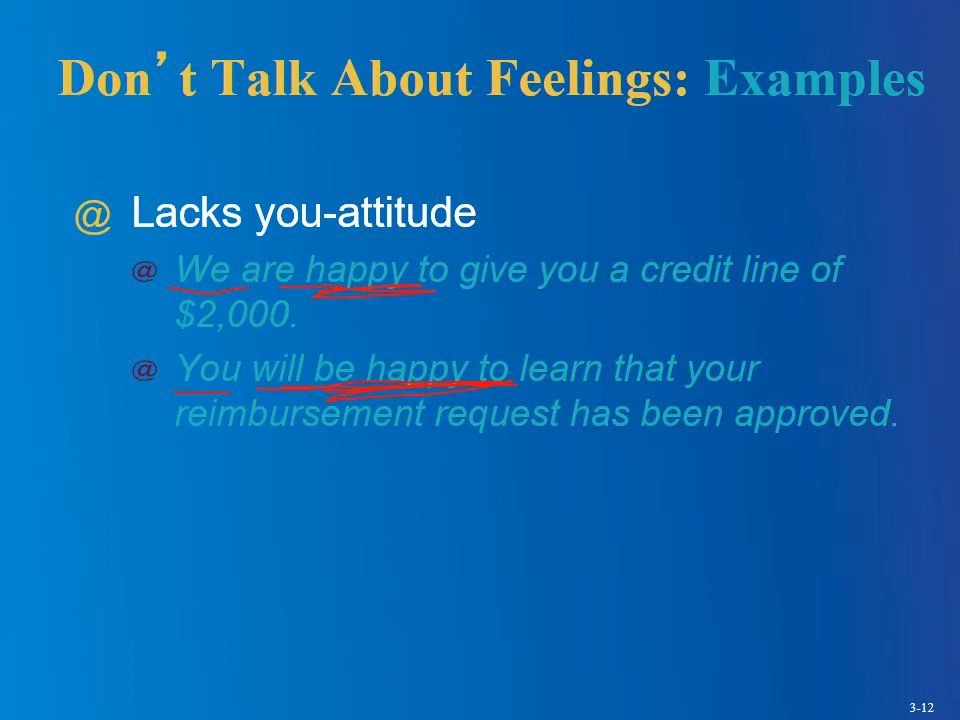 Don’t Talk About Feelings: Examples
@ Lacks you-attitude
@ We are happy to give you a credit line of
$2,000.
@ You will be happy to learn that your
reimbursement request has been approved.
3-12